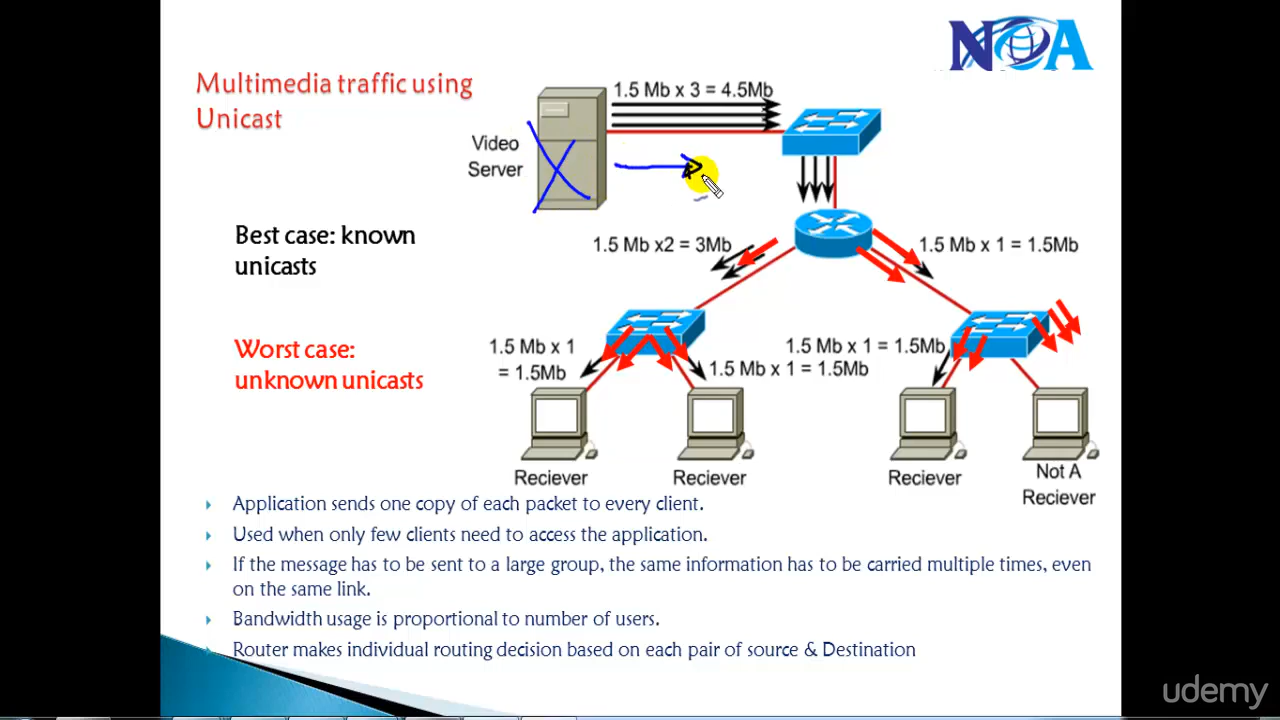 NOA
Multimedia traffic using
Unicast
1.5 Mb x 3 = 4.5Mb
Video
Server
Best case: known
unicasts
1.5 Mb x2 = 3Mb
1.5 Mb x 1 = 1.5Mb
Worst case:
unknown unicasts
1.5 Mb x 1
= 1.5Mb
1.5 Mb x 1 = 1.5Mb
1.5 Mb x 1 = 1.5Mb
Reciever
Reciever
Reciever
Not A
Reciever
Application sends one copy of each packet to every client.
Used when only few clients need to access the application.
If the message has to be sent to a large group, the same information has to be carried multiple times, even
on the same link.
Bandwidth usage is proportional to number of users.
Router makes individual routing decision based on each pair of source & Destination
udemy